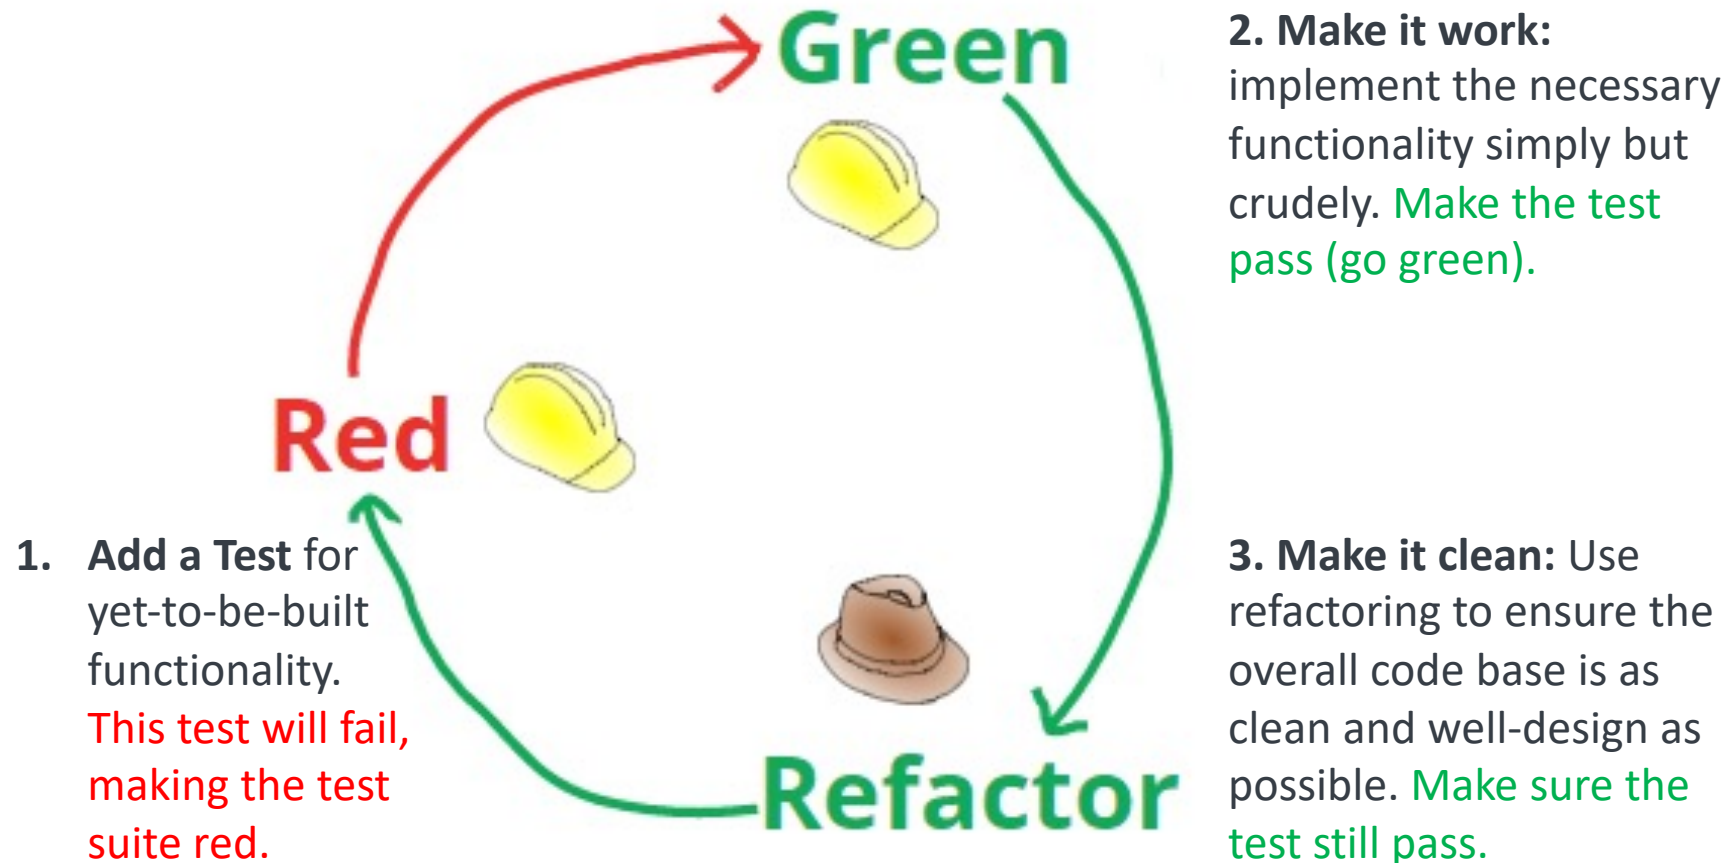 Green
2. Make it work:
implement the necessary
functionality simply but
crudely. Make the test
pass (go green).
Red
1. Add a Test for
yet-to-be-built
functionality.
This test will fail,
making the test
suite red.
3. Make it clean: Use
refactoring to ensure the
overall code base is as
clean and well-design as
possible. Make sure the
test still pass.
Refactor